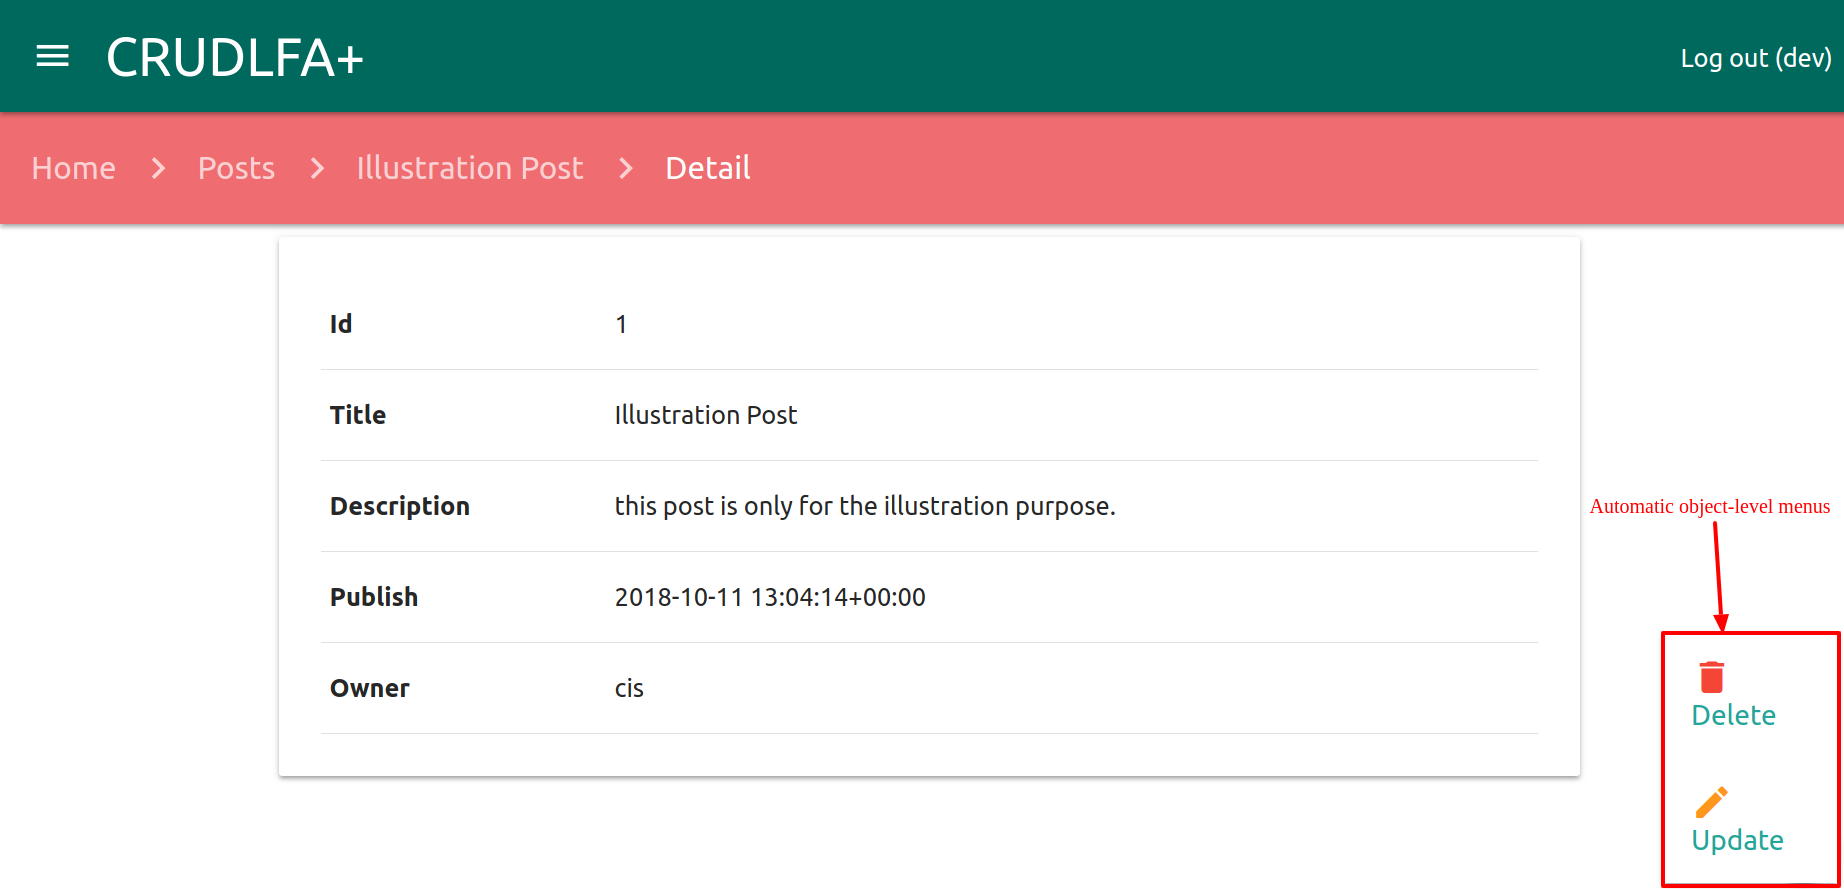 CRUDLFA+
Log out (dev)
Home > Posts > Illustration Post > Detail
Id 1
Title Illustration Post
Description this post is only for the illustration purpose.
Publish 2018-10-11 13:04:14+00:00
Owner cis
Automatic object-level menus
Delete
Update